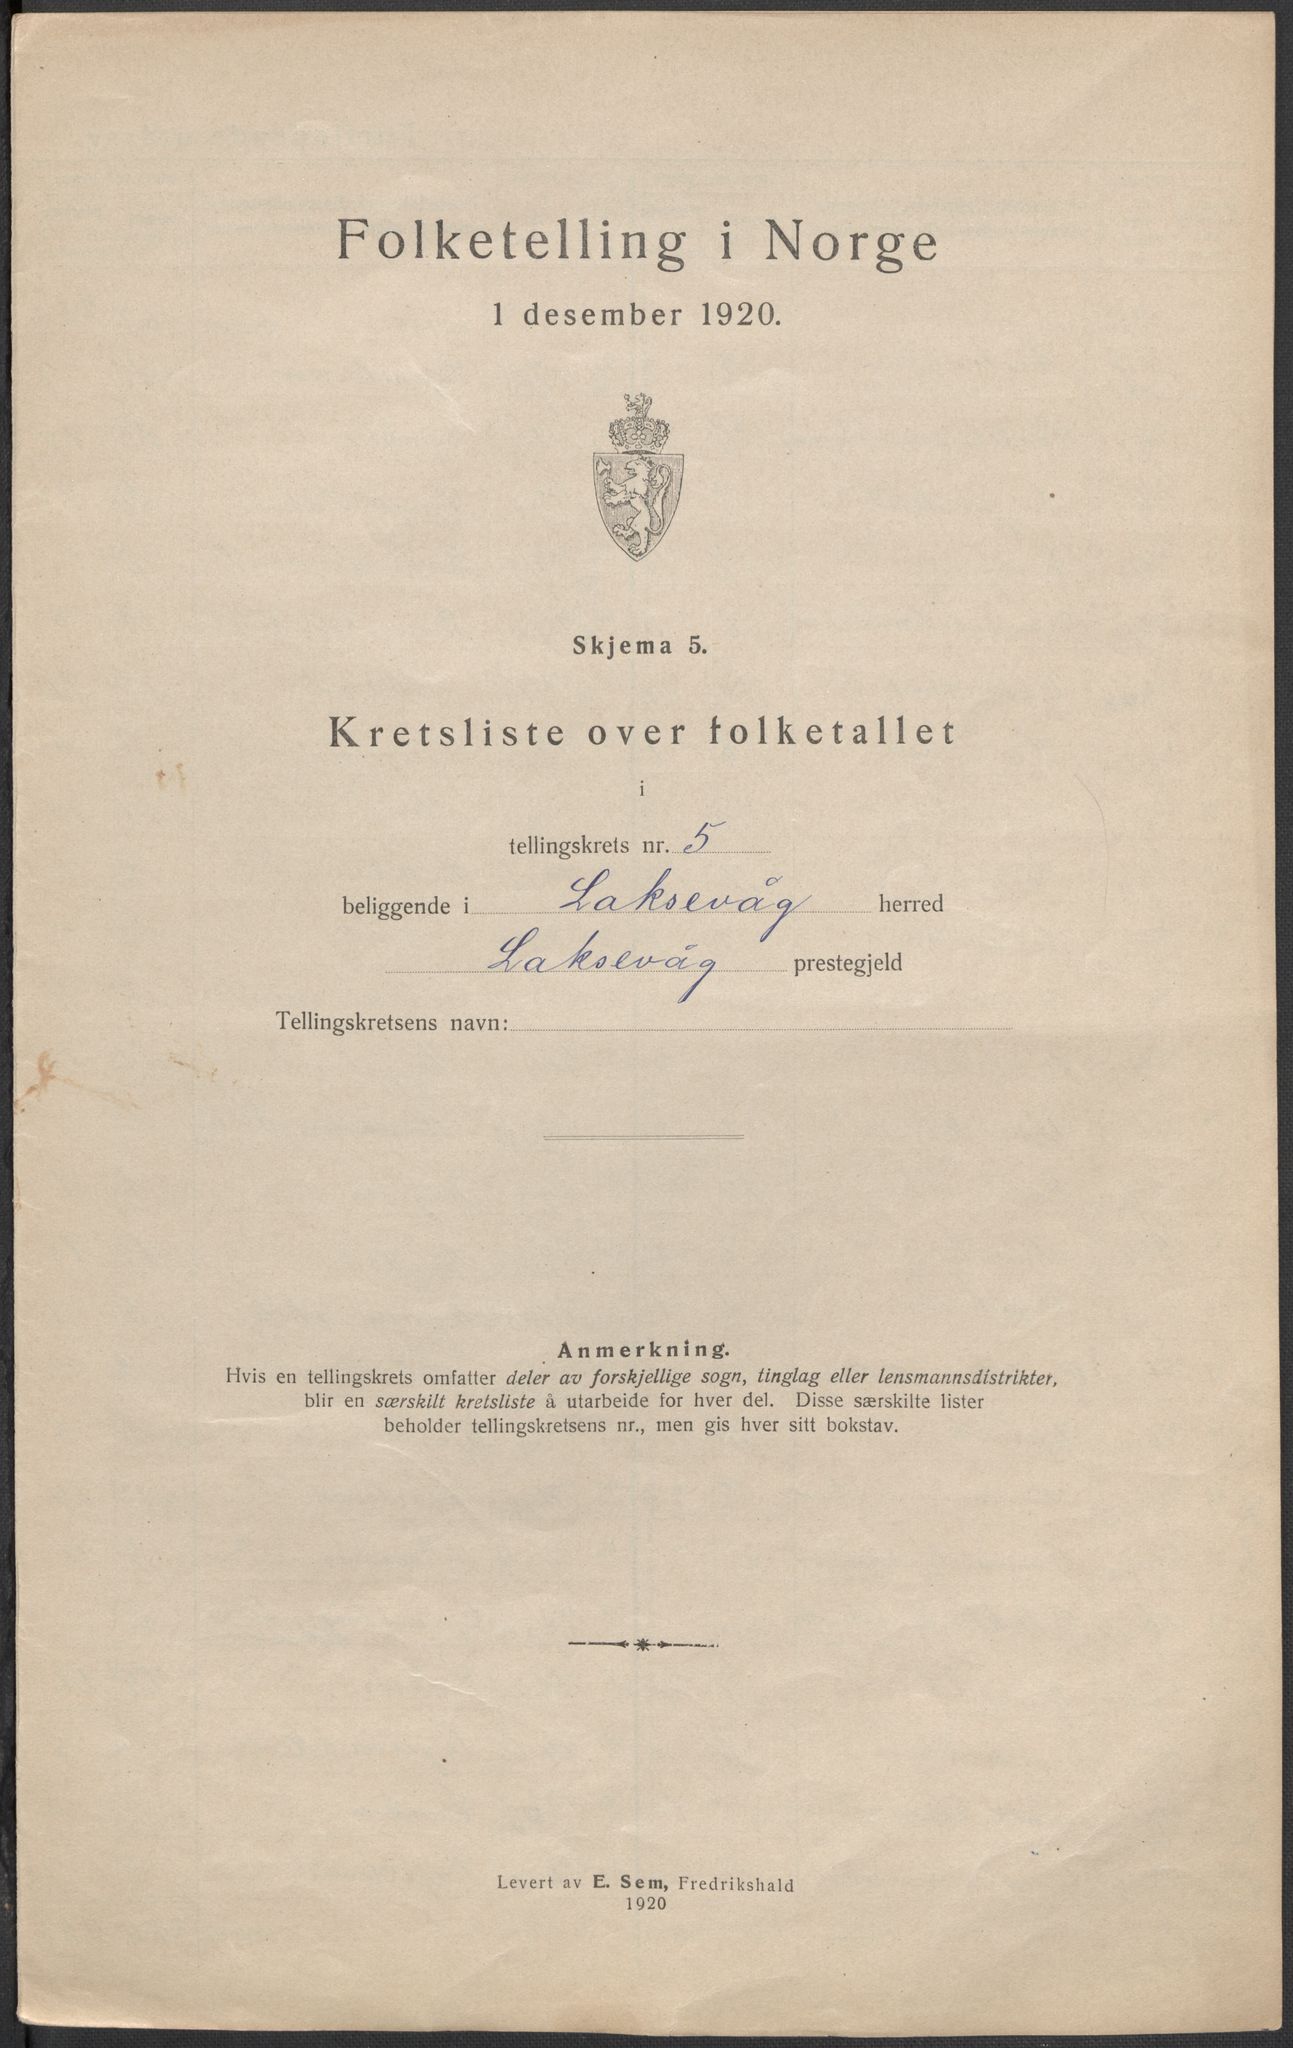 Folketelling i Norge
1 desember 1920.
Skjema 5.
Kretsliste over folketallet
i
tellingskrets nr. 5
beliggende i Laksevåg herred
Laksevåg prestegjeld
Tellingskretsens navn:
Anmerkning.
Hvis en tellingskrets omfatter deler av forskjellige sogn, tinglag eller lensmannsdistrikter,
blir en særskilt kretsliste å utarbeide for hver del. Disse særskilte lister
beholder tellingskretsens nr., men gis hver sitt bokstav.
Levert av E. Sem, Fredrikshald
1920